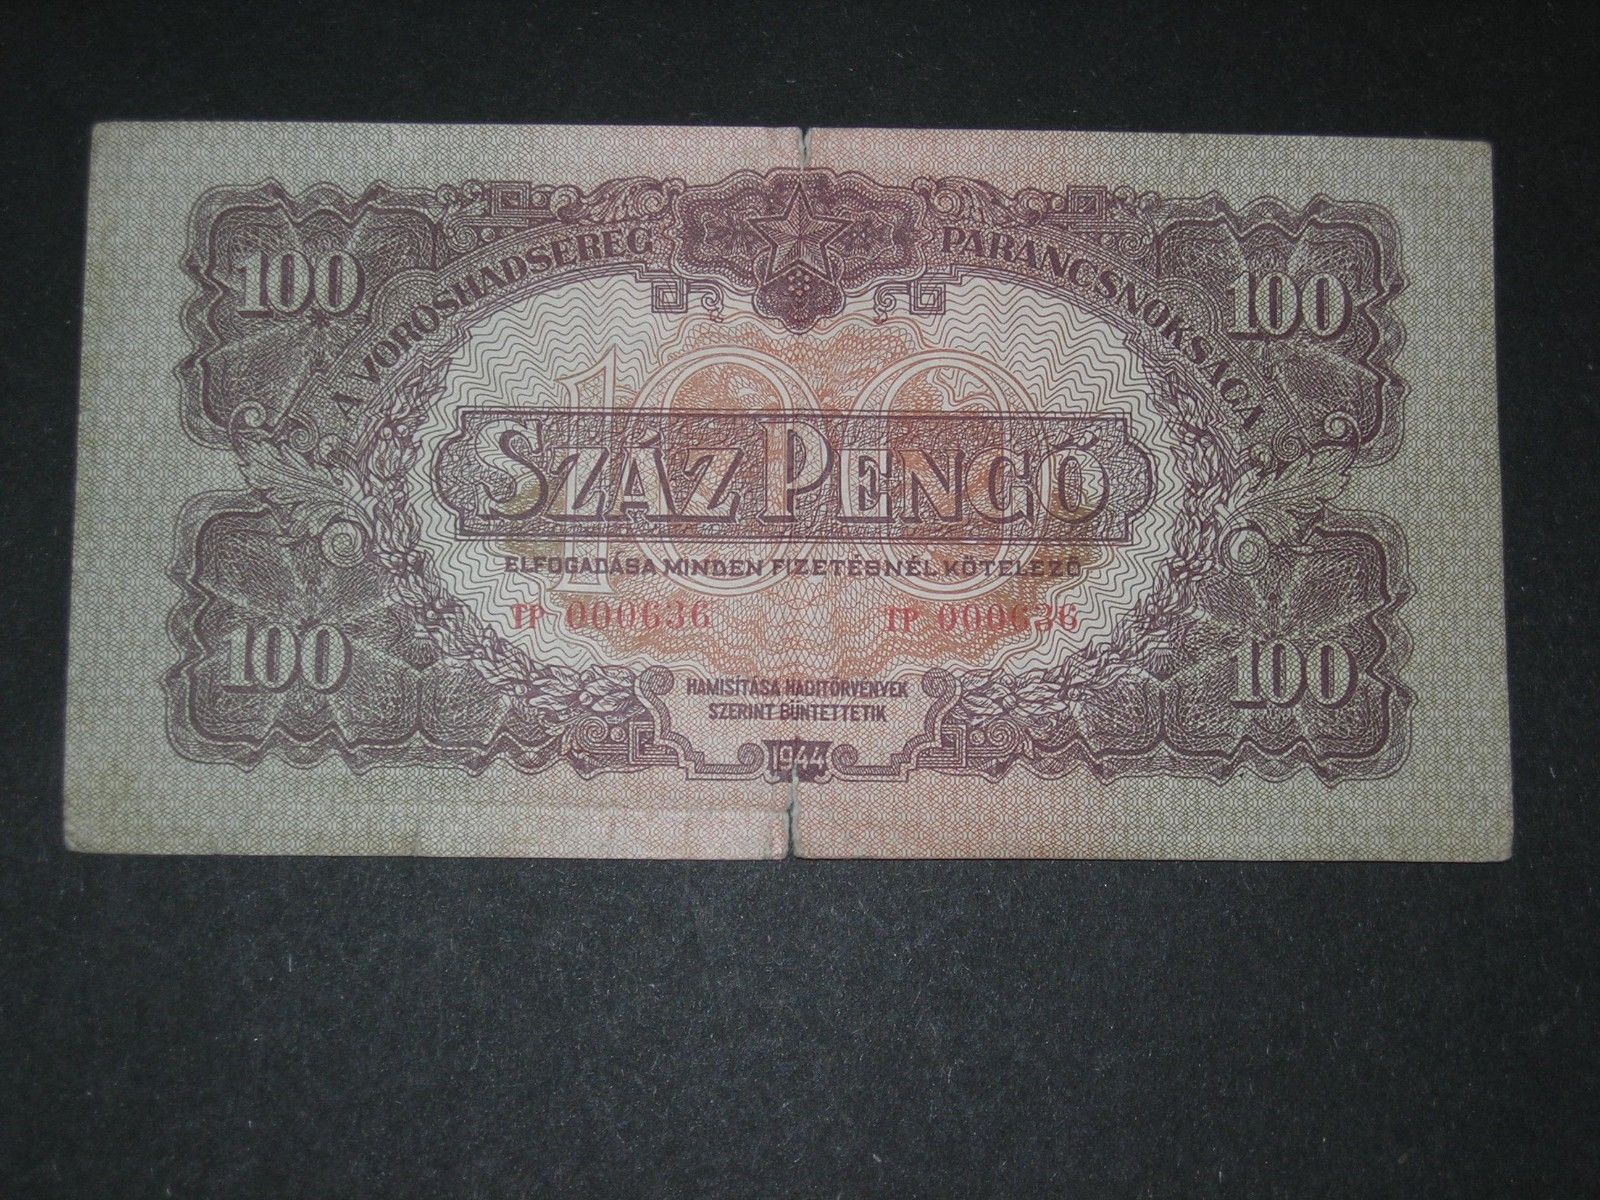 A VÖRÖSHADSEREG PARANCSNOKSÁGA
100 100
100
SZÁZ PENGŐ
ELFOGADÁSA MINDEN FIZETÉSNÉL KÖTELEZŐ
TP 000636 TP 000636
100 100
HAMISÍTÁSA HADITÖRVÉNYEK
SZERINT BÜNTETTETIK
1944